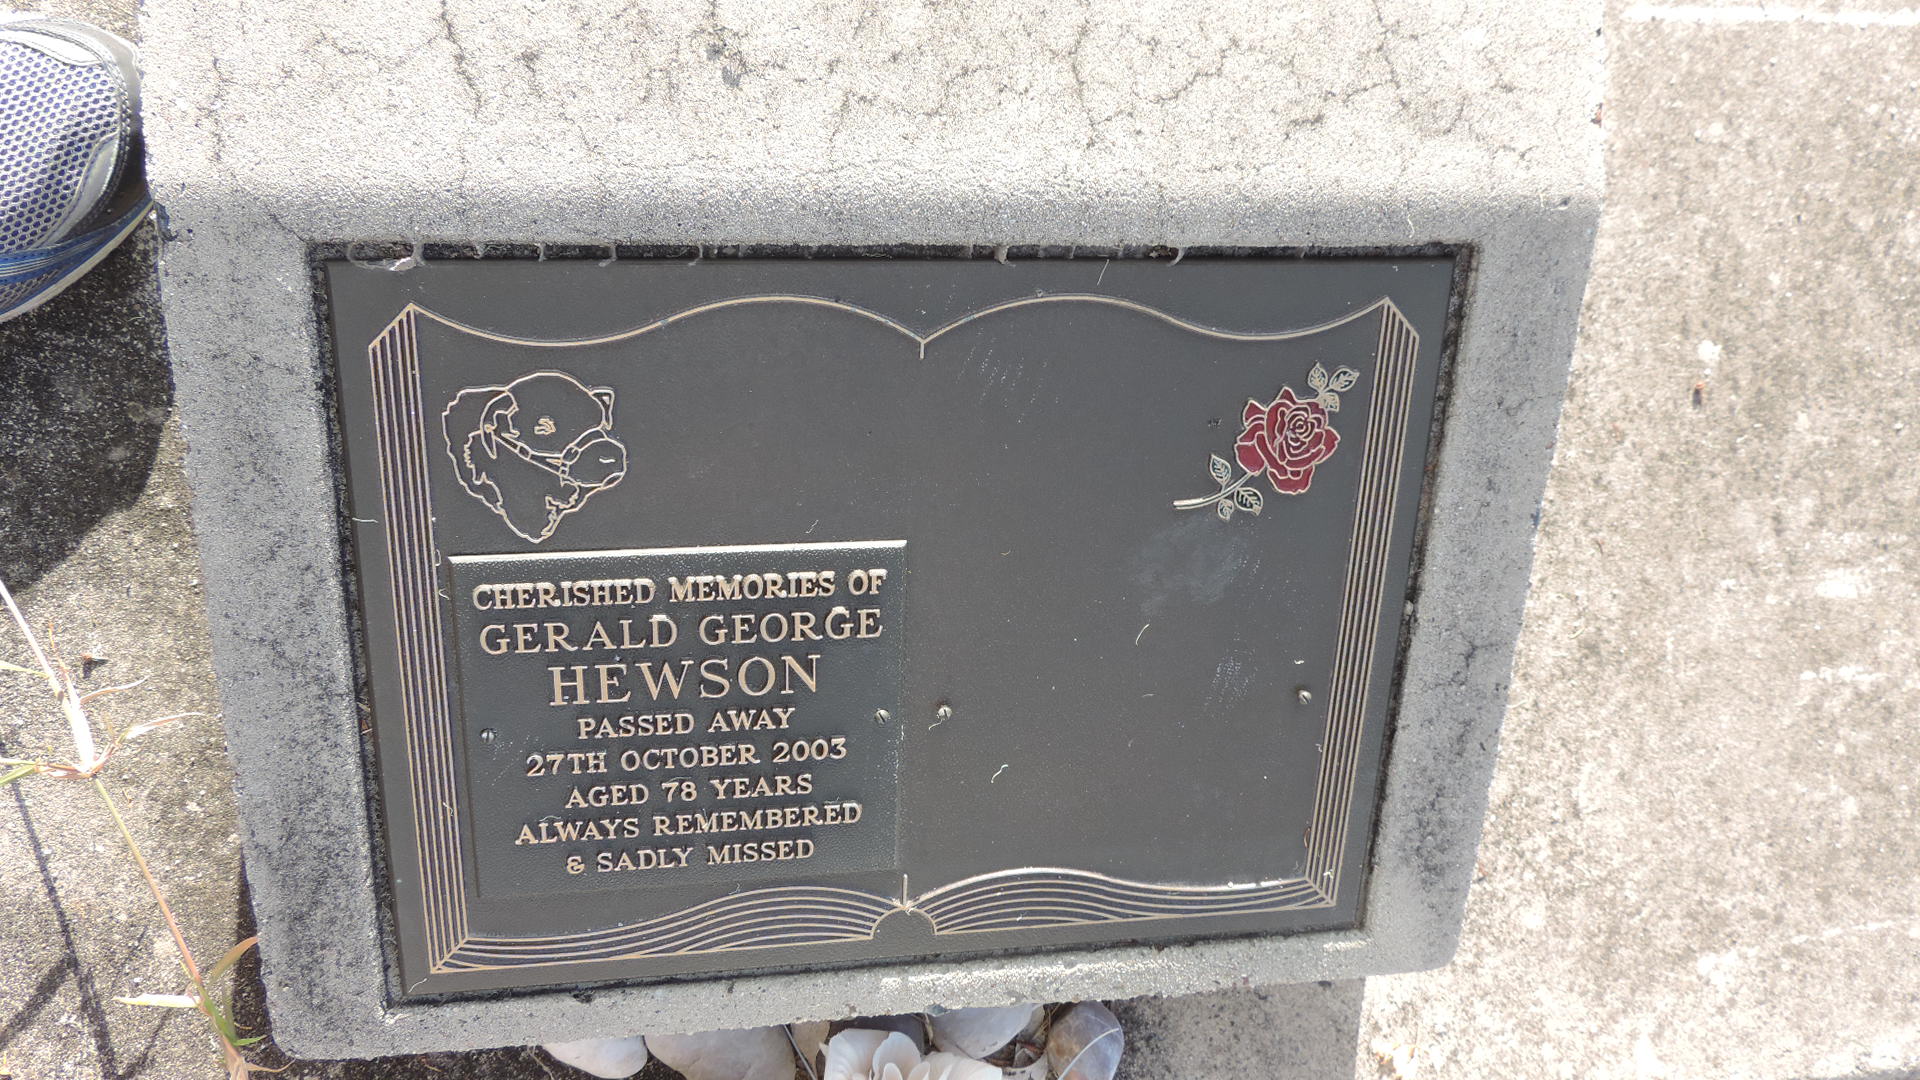 CHERISHED MEMORIES OF
GERALD GEORGE
HEWSON
PASSED AWAY
27TH OCTOBER 2003
AGED 78 YEARS
ALWAYS REMEMBERED
& SADLY MISSED